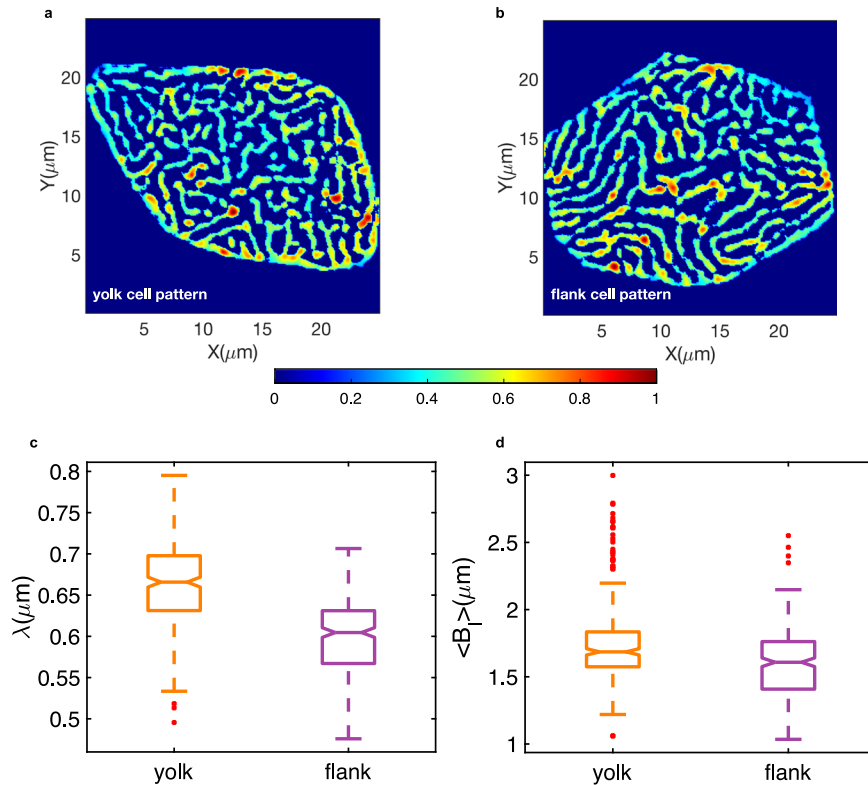 a
b
20
15
10
5
Y(μm)
yolk cell pattern
5 10 15 20
X(μm)
20
15
10
5
Y(μm)
flank cell pattern
5 10 15 20
X(μm)
0 0.2 0.4 0.6 0.8 1
c
0.8
0.75
0.7
0.65
0.6
0.55
0.5
λ(μm)
yolk flank
d
3
2.5
2
1.5
1
<B_l>(μm)
yolk flank